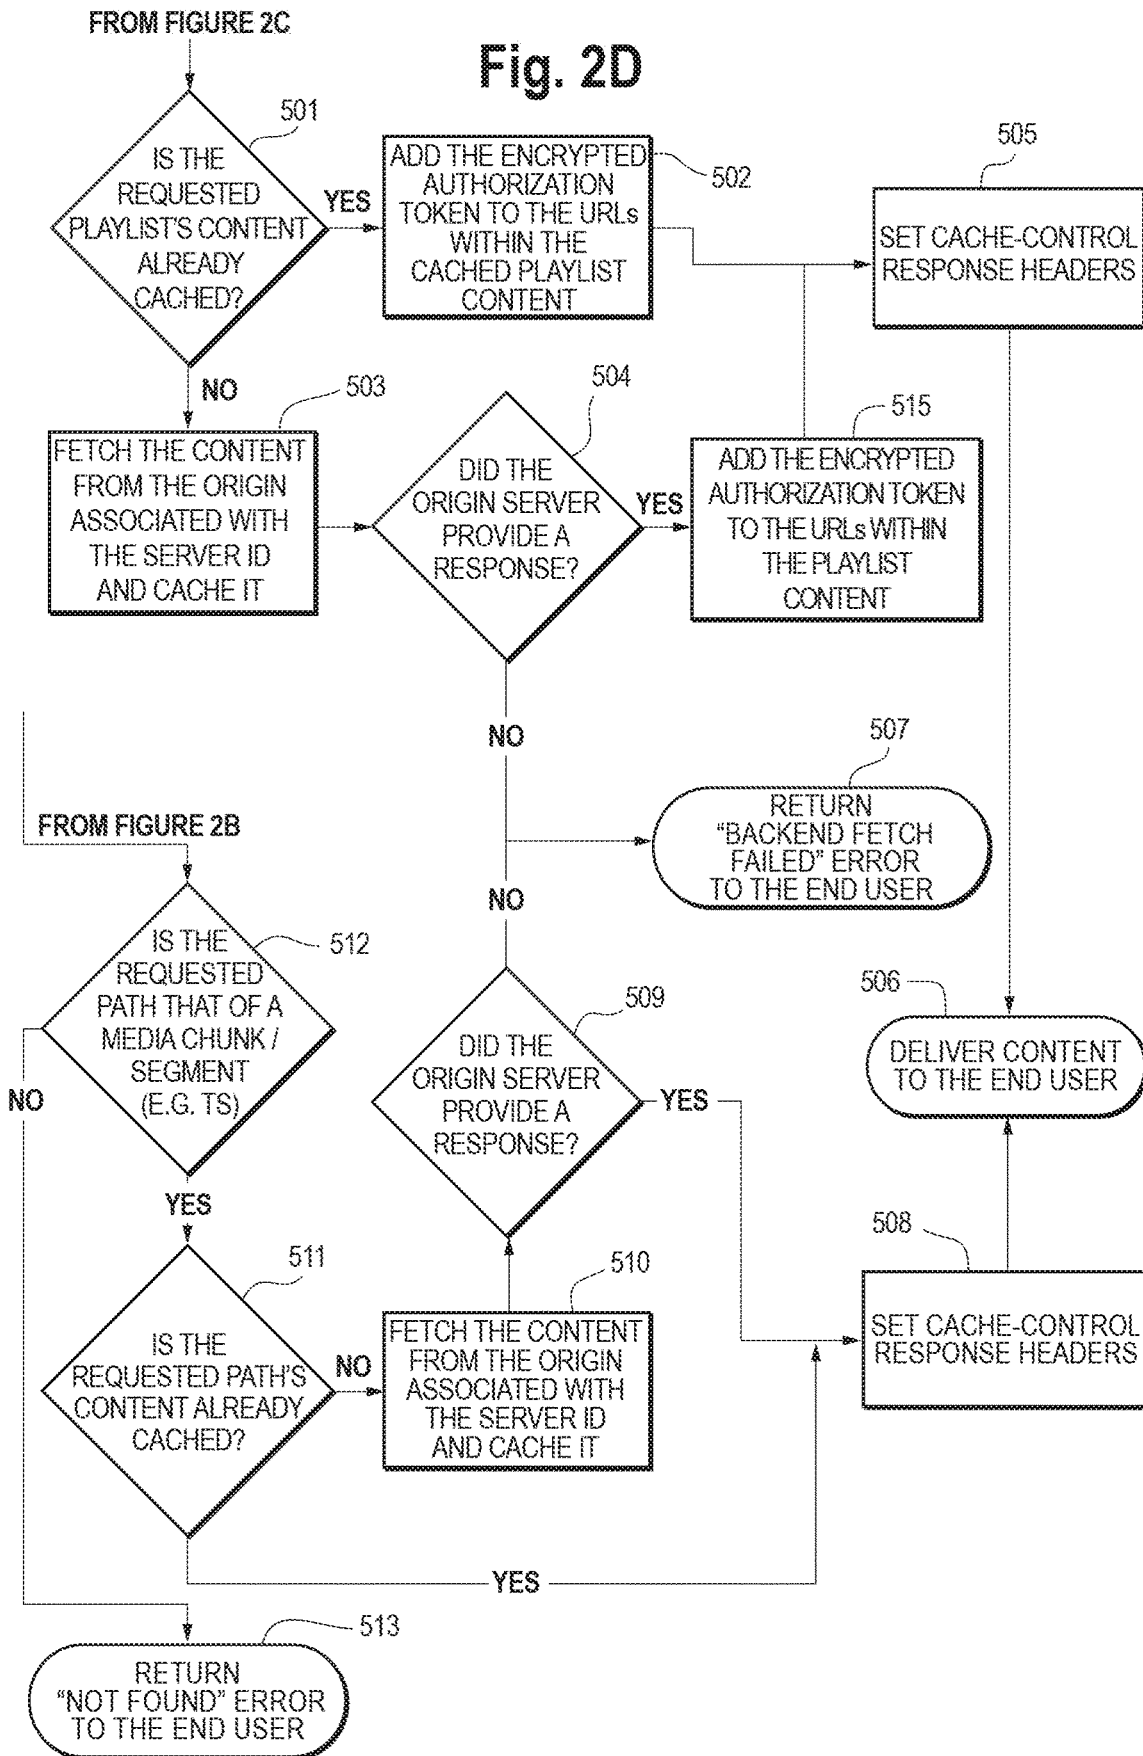 FROM FIGURE 2C
Fig. 2D
501
IS THE
REQUESTED
PLAYLIST'S CONTENT
ALREADY
CACHED?
YES
ADD THE ENCRYPTED
AUTHORIZATION
TOKEN TO THE URLs
WITHIN THE
CACHED PLAYLIST
CONTENT
502
505
SET CACHE-CONTROL
RESPONSE HEADERS
NO
503
FETCH THE CONTENT
FROM THE ORIGIN
ASSOCIATED WITH
THE SERVER ID
AND CACHE IT
504
DID THE
ORIGIN SERVER
PROVIDE A
RESPONSE?
YES
515
ADD THE ENCRYPTED
AUTHORIZATION TOKEN
TO THE URLs WITHIN
THE PLAYLIST
CONTENT
NO
507
RETURN
"BACKEND FETCH
FAILED" ERROR
TO THE END USER
FROM FIGURE 2B
NO
512
IS THE
REQUESTED
PATH THAT OF A
MEDIA CHUNK /
SEGMENT
(E.G. TS)
NO
509
DID THE
ORIGIN SERVER
PROVIDE A
RESPONSE?
YES
506
DELIVER CONTENT
TO THE END USER
YES
511
IS THE
REQUESTED PATH'S
CONTENT ALREADY
CACHED?
NO
510
FETCH THE CONTENT
FROM THE ORIGIN
ASSOCIATED WITH
THE SERVER ID
AND CACHE IT
508
SET CACHE-CONTROL
RESPONSE HEADERS
YES
513
RETURN
"NOT FOUND" ERROR
TO THE END USER